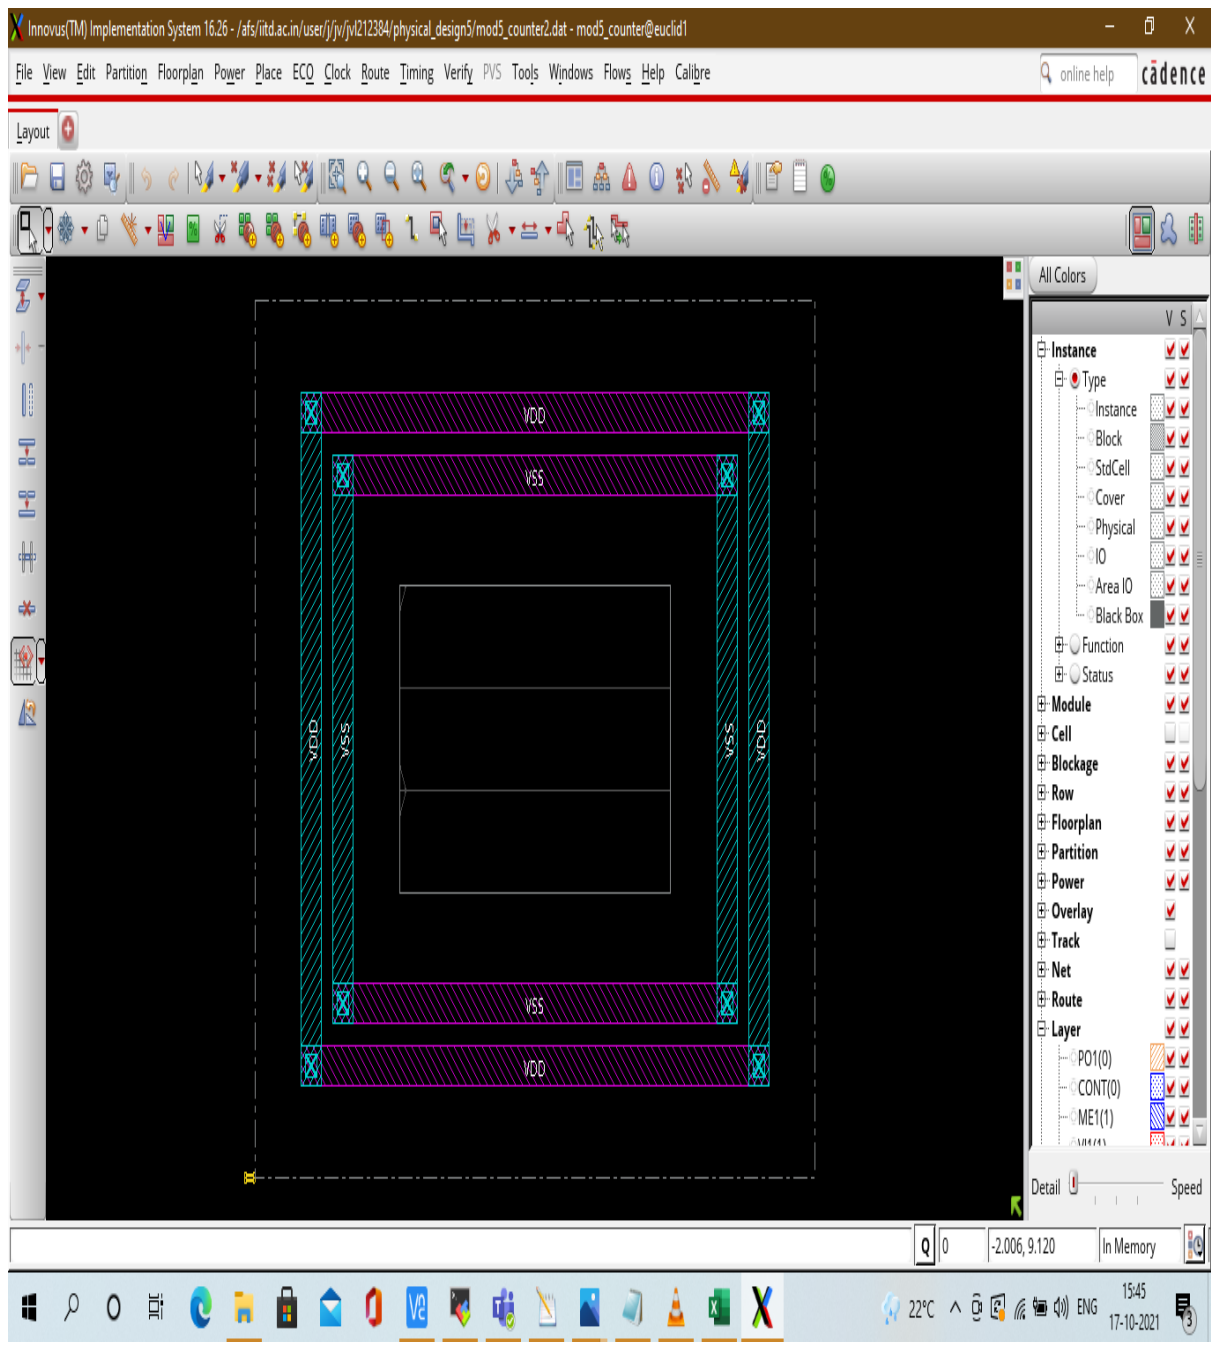 Innovus(TM) Implementation System 16.26 - /afs/iitd.ac.in/user/j/jv/jvl212384/physical_design5/mod5_counter2.dat - mod5_counter@euclid1
File View Edit Partition Floorplan Power Place ECO Clock Route Timing Verify PVS Tools Windows Flows Help Calibre online help cādence
Layout
All Colors
V S
Instance
Type
Instance
Block
StdCell
Cover
Physical
IO
Area IO
Black Box
Function
Status
Module
Cell
Blockage
Row
Floorplan
Partition
Power
Overlay
Track
Net
Route
Layer
PO1(0)
CONT(0)
ME1(1)
VI1(1)
Detail Speed
VDD
VSS
VDD VSS VSS VDD
VSS
VDD
Q 0 -2.006, 9.120 In Memory
22°C ENG 15:45
17-10-2021
3